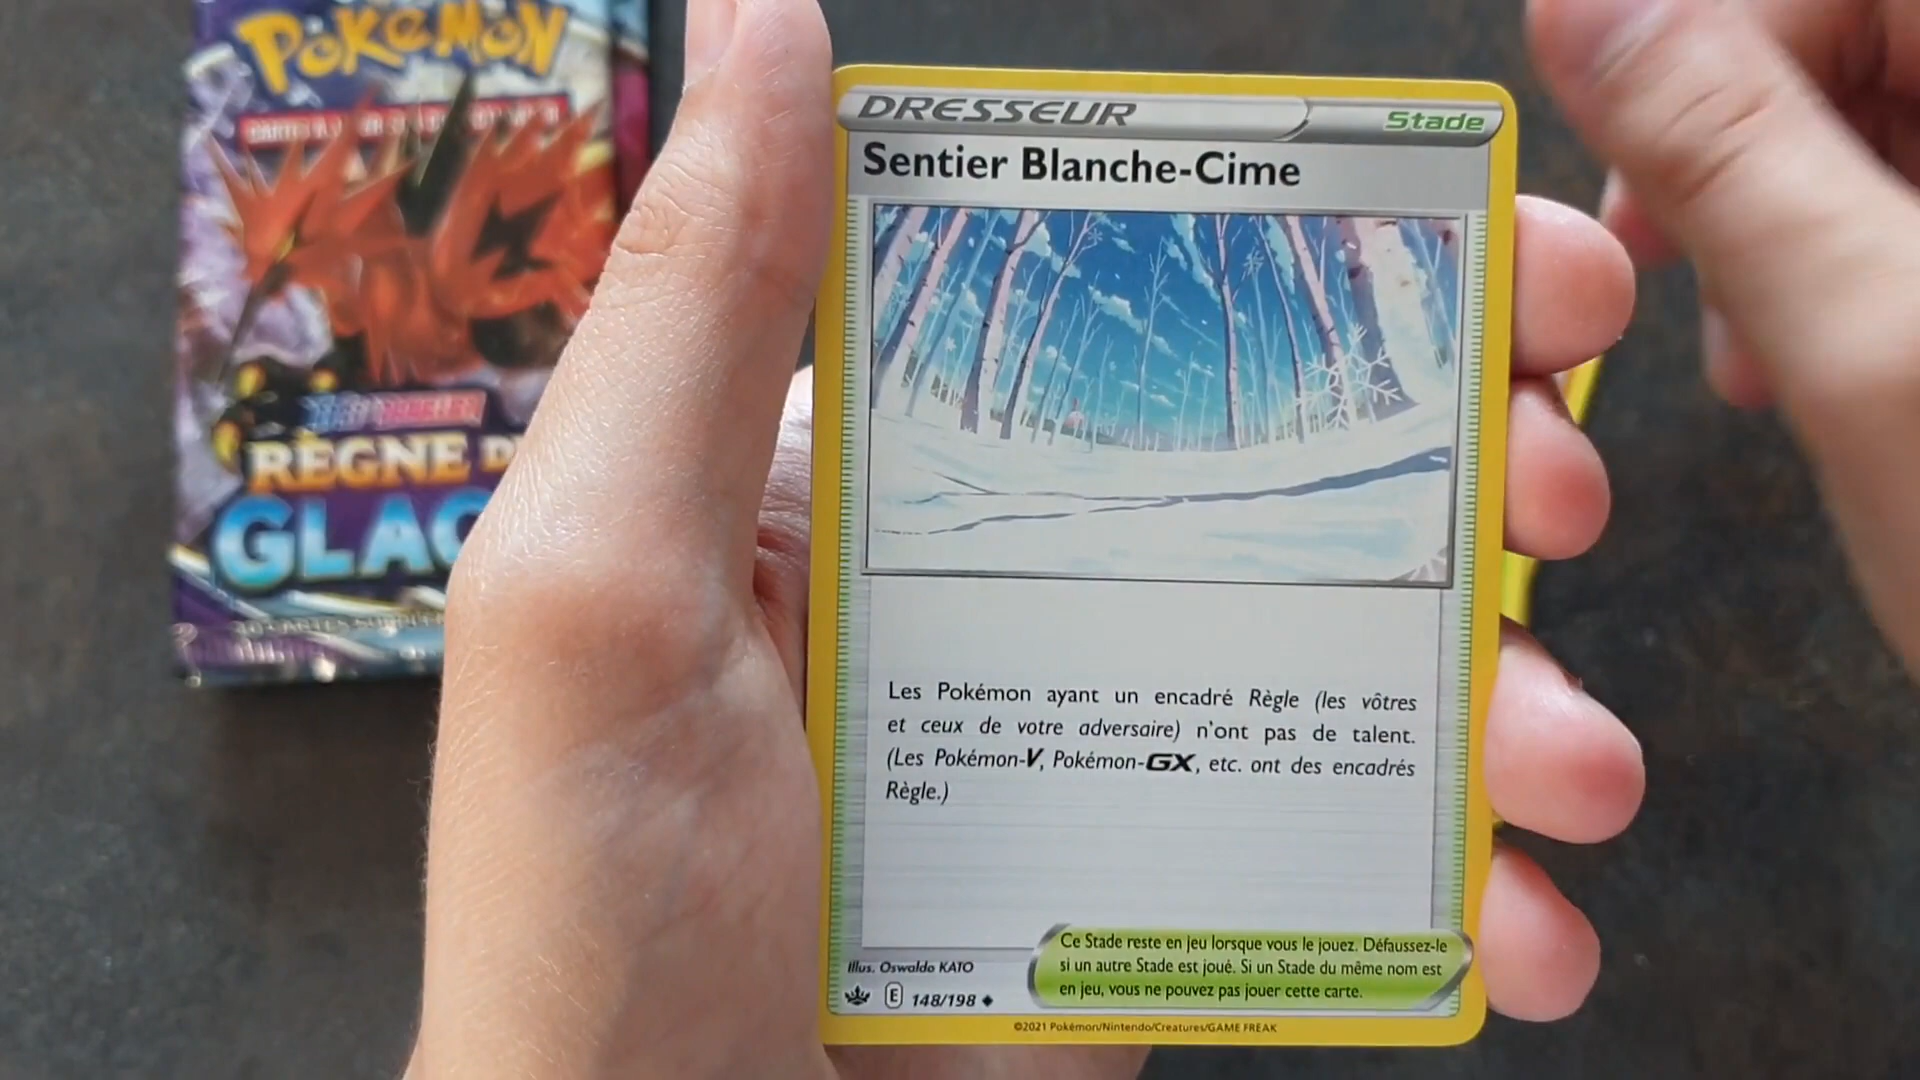 Pokémon
RÈGNE D
GLAC
DRESSEUR
Stade
Sentier Blanche-Cime
Les Pokémon ayant un encadré Règle (les vôtres
et ceux de votre adversaire) n'ont pas de talent.
(Les Pokémon-V, Pokémon-GX, etc. ont des encadrés
Règle.)
Ce Stade reste en jeu lorsque vous le jouez. Défaussez-le
si un autre Stade est joué. Si un Stade du même nom est
en jeu, vous ne pouvez pas jouer cette carte.
Illus. Oswaldo KATO
E 148/198
©2021 Pokémon/Nintendo/Creatures/GAME FREAK